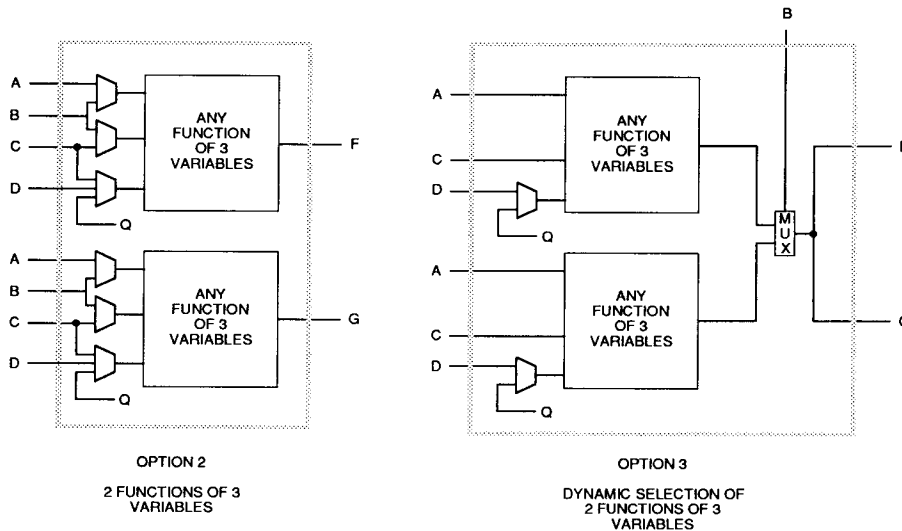 A
B
C
D
Q
ANY
FUNCTION
OF 3
VARIABLES
F
A
B
C
D
Q
ANY
FUNCTION
OF 3
VARIABLES
G
OPTION 2
2 FUNCTIONS OF 3
VARIABLES
B
A
C
D
Q
ANY
FUNCTION
OF 3
VARIABLES
A
C
D
Q
ANY
FUNCTION
OF 3
VARIABLES
MUX
OPTION 3
DYNAMIC SELECTION OF
2 FUNCTIONS OF 3
VARIABLES